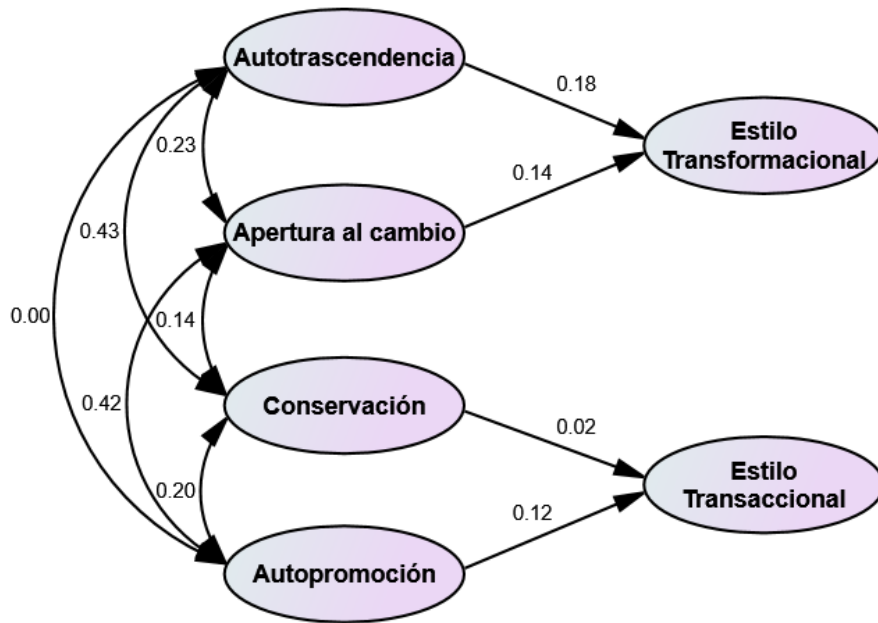 Autotrascendencia
0.18
Estilo
Transformacional
0.23
0.14
Apertura al cambio
0.43
0.00
0.14
0.42
Conservación
0.02
Estilo
Transaccional
0.20
0.12
Autopromoción